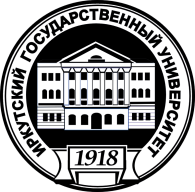 ИРКУТСКИЙ ГОСУДАРСТВЕННЫЙ УНИВЕРСИТЕТ
1918